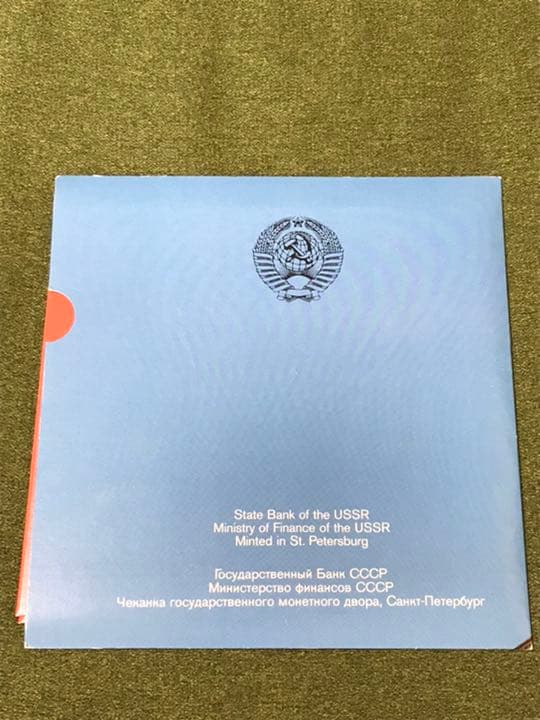 State Bank of the USSR
Ministry of Finance of the USSR
Minted in St. Petersburg
Государственный Банк СССР
Министерство финансов СССР
Чеканка государственного монетного двора, Санкт-Петербург